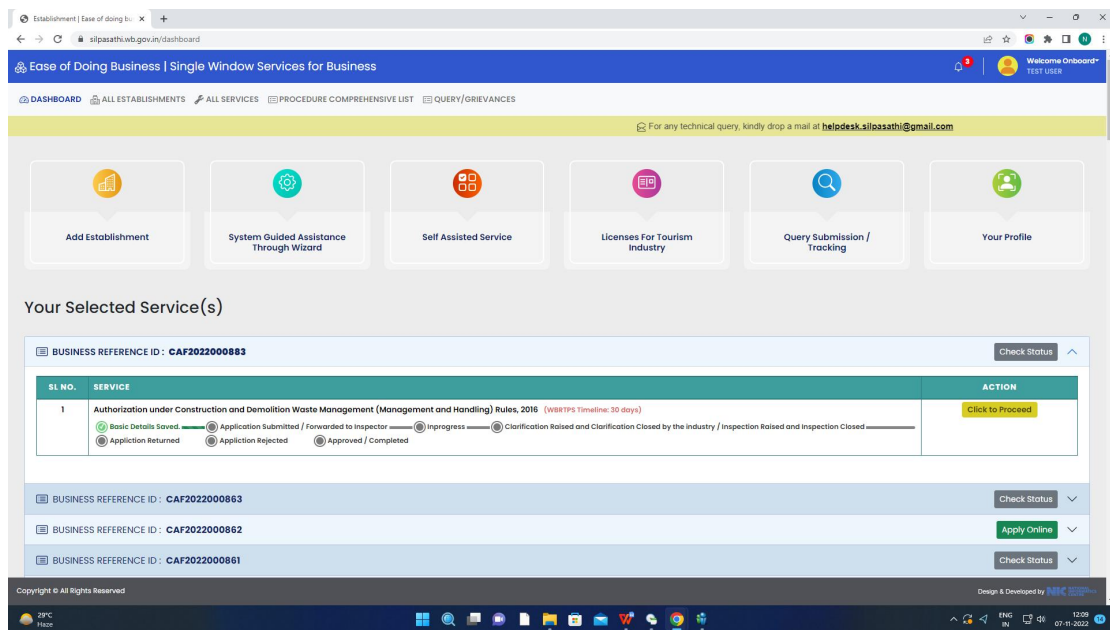 Establishment | Ease of doing bu
silpasathi.wb.gov.in/dashboard
Ease of Doing Business | Single Window Services for Business
3
Welcome Onboard
TEST USER
DASHBOARD ALL ESTABLISHMENTS ALL SERVICES PROCEDURE COMPREHENSIVE LIST QUERY/GRIEVANCES
For any technical query, kindly drop a mail at helpdesk.silpasathi@gmail.com
Add Establishment
System Guided Assistance
Through Wizard
Self Assisted Service
Licenses For Tourism
Industry
Query Submission /
Tracking
Your Profile
Your Selected Service(s)
BUSINESS REFERENCE ID : CAF2022000883 Check Status
SL NO. SERVICE ACTION
1 Authorization under Construction and Demolition Waste Management (Management and Handling) Rules, 2016 (WBRTPS Timeline: 30 days) Click to Proceed
Basic Details Saved. Application Submitted / Forwarded to Inspector Inprogress Clarification Raised and Clarification Closed by the industry / Inspection Raised and Inspection Closed
Appliction Returned Appliction Rejected Approved / Completed
BUSINESS REFERENCE ID : CAF2022000863 Check Status
BUSINESS REFERENCE ID : CAF2022000862 Apply Online
BUSINESS REFERENCE ID : CAF2022000861 Check Status
Copyright © All Rights Reserved Design & Developed by NIC
29°C
Haze
ENG
IN
12:09
07-11-2022
14